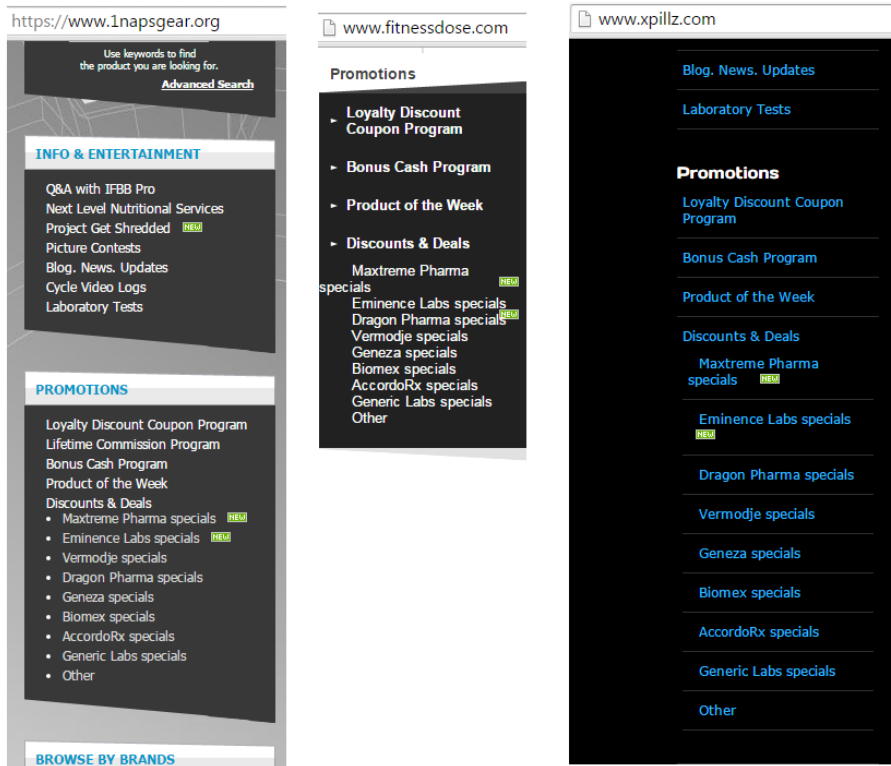 https://www.1napsgear.org
Use keywords to find
the product you are looking for.
Advanced Search
INFO & ENTERTAINMENT
Q&A with IFBB Pro
Next Level Nutritional Services
Project Get Shredded NEW
Picture Contests
Blog. News. Updates
Cycle Video Logs
Laboratory Tests
PROMOTIONS
Loyalty Discount Coupon Program
Lifetime Commission Program
Bonus Cash Program
Product of the Week
Discounts & Deals
• Maxtreme Pharma specials NEW
• Eminence Labs specials NEW
• Vermodje specials
• Dragon Pharma specials
• Geneza specials
• Biomex specials
• AccordoRx specials
• Generic Labs specials
• Other
BROWSE BY BRANDS
www.fitnessdose.com
Promotions
Loyalty Discount
Coupon Program
Bonus Cash Program
Product of the Week
Discounts & Deals
Maxtreme Pharma
specials NEW
Eminence Labs specials
Dragon Pharma specials NEW
Vermodje specials
Geneza specials
Biomex specials
AccordoRx specials
Generic Labs specials
Other
www.xpillz.com
Blog. News. Updates
Laboratory Tests
Promotions
Loyalty Discount Coupon
Program
Bonus Cash Program
Product of the Week
Discounts & Deals
Maxtreme Pharma
specials NEW
Eminence Labs specials
NEW
Dragon Pharma specials
Vermodje specials
Geneza specials
Biomex specials
AccordoRx specials
Generic Labs specials
Other